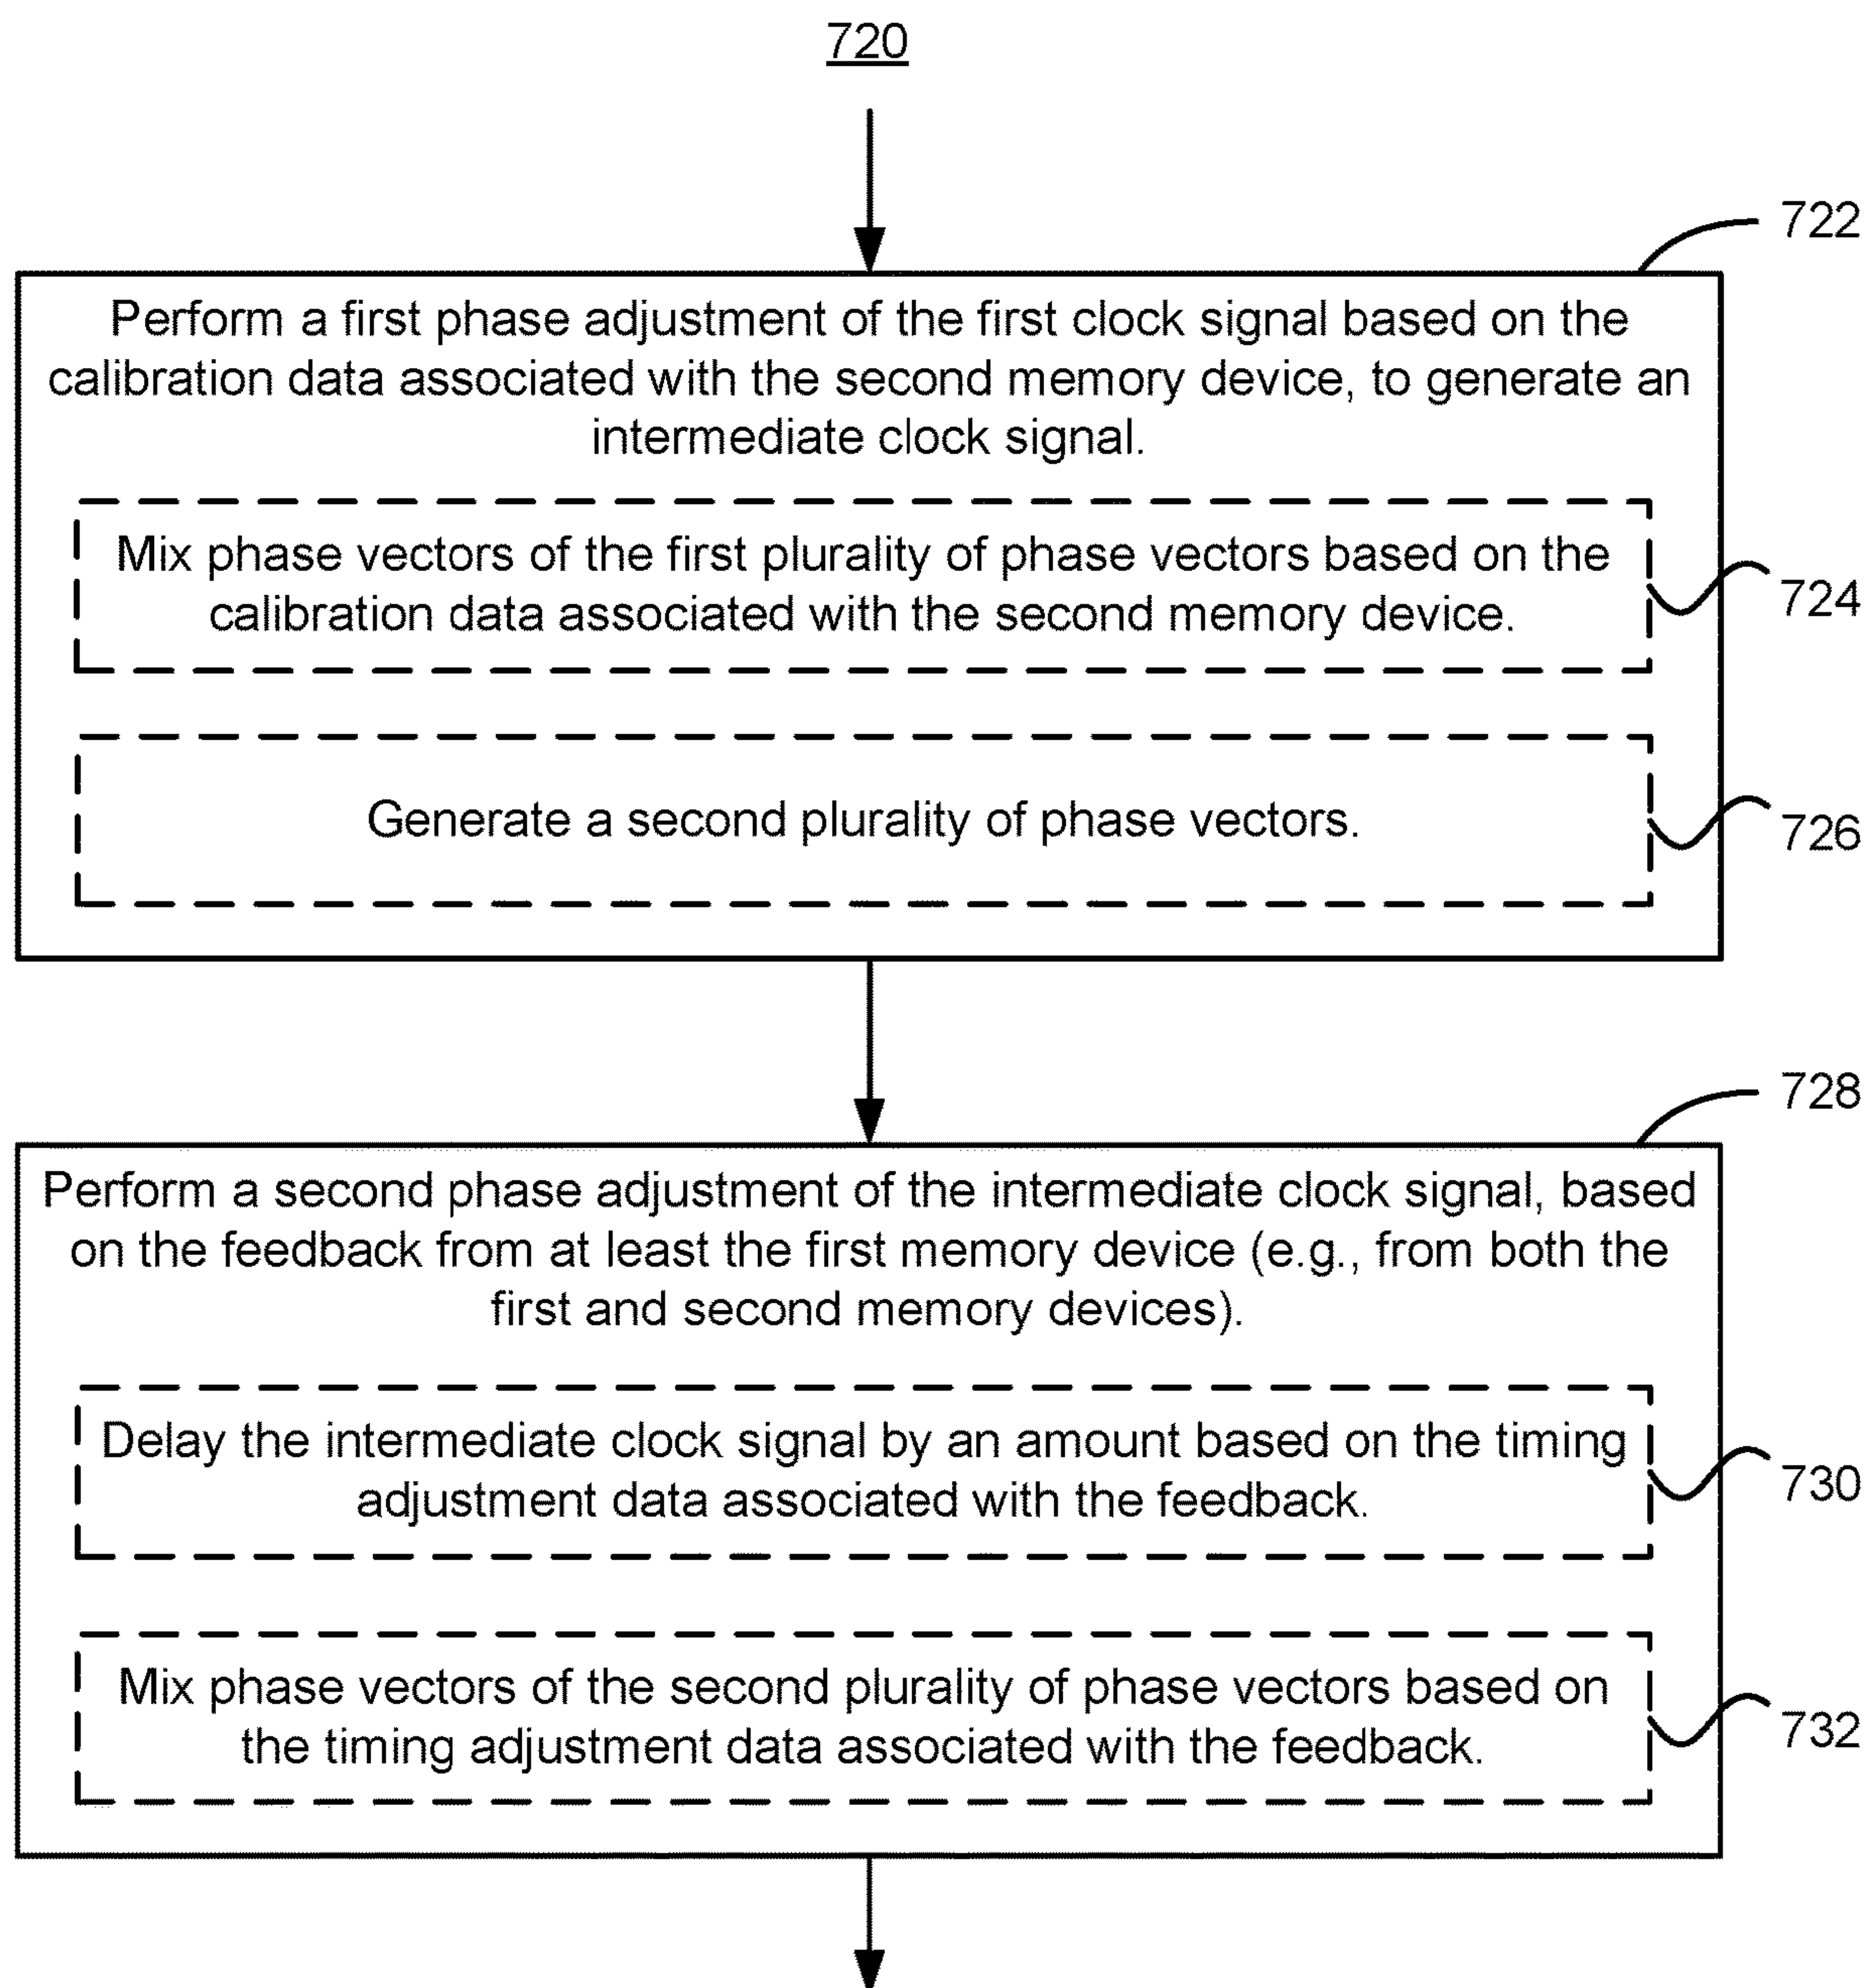 720
722
Perform a first phase adjustment of the first clock signal based on the
calibration data associated with the second memory device, to generate an
intermediate clock signal.
Mix phase vectors of the first plurality of phase vectors based on the
calibration data associated with the second memory device.
724
Generate a second plurality of phase vectors.
726
728
Perform a second phase adjustment of the intermediate clock signal, based
on the feedback from at least the first memory device (e.g., from both the
first and second memory devices).
Delay the intermediate clock signal by an amount based on the timing
adjustment data associated with the feedback.
730
Mix phase vectors of the second plurality of phase vectors based on
the timing adjustment data associated with the feedback.
732